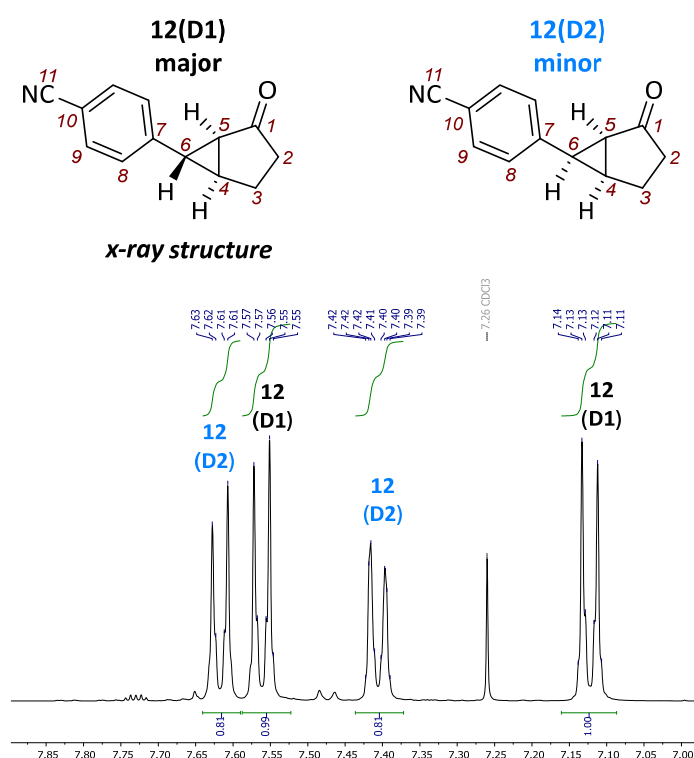 12(D1)
major
12(D2)
minor
11
NC
10
9
8
7
6
5
4
3
2
1
H
H
H
O
11
NC
10
9
8
7
6
5
4
3
2
1
H
H
H
O
x-ray structure
7.63
7.62
7.61
7.61
7.57
7.57
7.56
7.55
7.55
7.42
7.42
7.42
7.41
7.40
7.40
7.39
7.39
7.26 CDCl3
7.14
7.13
7.13
7.12
7.11
7.11
12
(D2)
12
(D1)
12
(D2)
12
(D1)
0.81
0.99
0.81
1.00
7.85 7.80 7.75 7.70 7.65 7.60 7.55 7.50 7.45 7.40 7.35 7.30 7.25 7.20 7.15 7.10 7.05 7.00